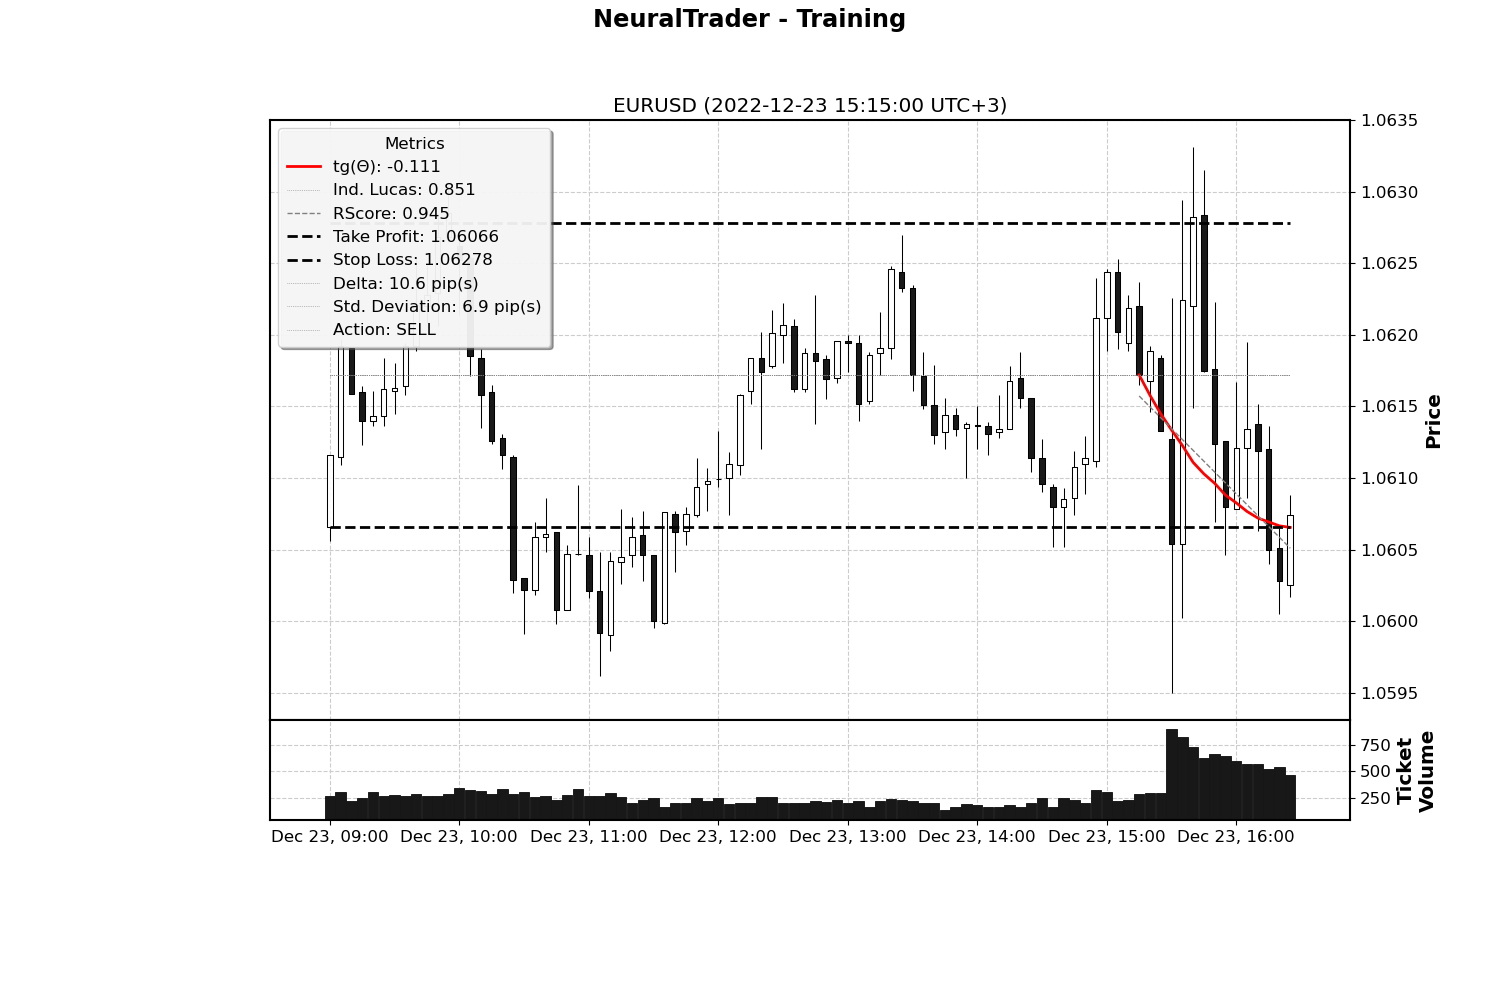 NeuralTrader - Training
EURUSD (2022-12-23 15:15:00 UTC+3)
Metrics
tg(Θ): -0.111
Ind. Lucas: 0.851
RScore: 0.945
Take Profit: 1.06066
Stop Loss: 1.06278
Delta: 10.6 pip(s)
Std. Deviation: 6.9 pip(s)
Action: SELL
1.0635
1.0630
1.0625
1.0620
1.0615
1.0610
1.0605
1.0600
1.0595
Price
750
500
250
Ticket
Volume
Dec 23, 09:00
Dec 23, 10:00
Dec 23, 11:00
Dec 23, 12:00
Dec 23, 13:00
Dec 23, 14:00
Dec 23, 15:00
Dec 23, 16:00